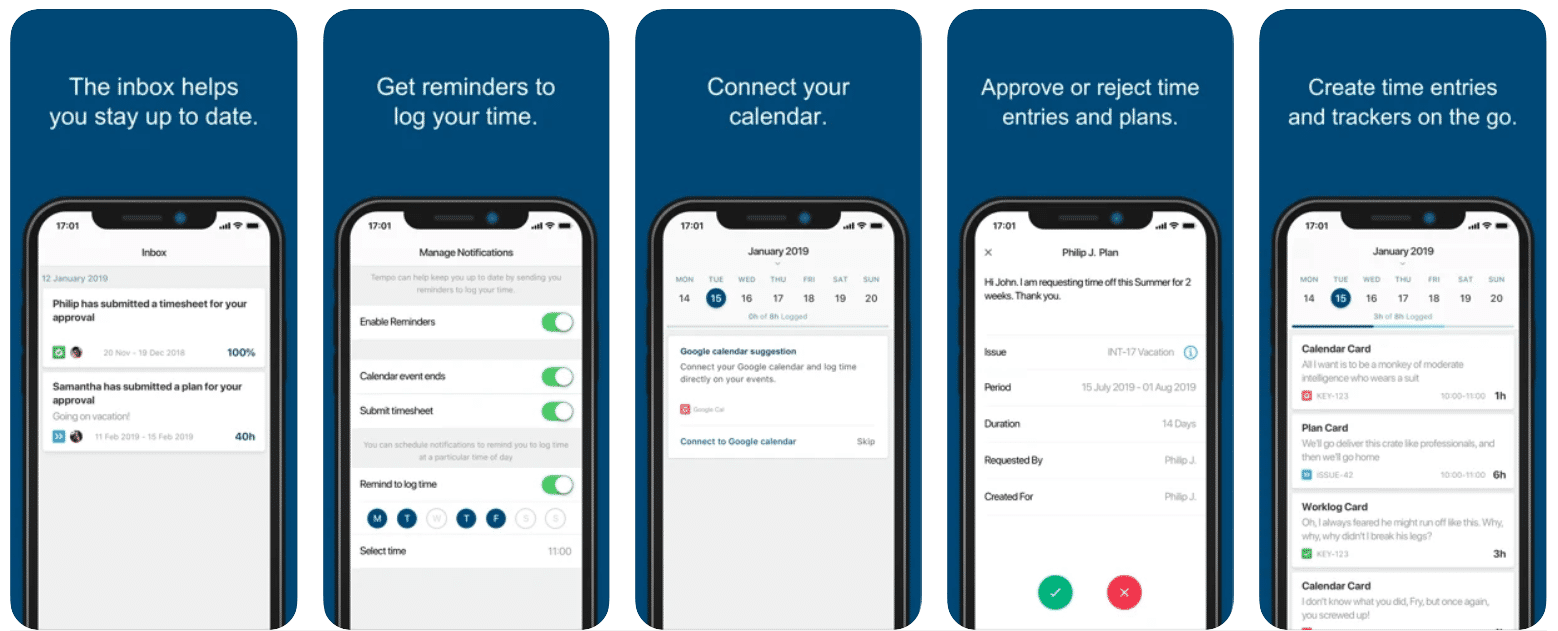 The inbox helps
you stay up to date.
17:01
Inbox
12 January 2019
Philip has submitted a timesheet for your
approval
20 Nov - 19 Dec 2018 100%
Samantha has submitted a plan for your
approval
Going on vacation!
11 Feb 2019 - 15 Feb 2019 40h
Get reminders to
log your time.
17:01
Manage Notifications
Tempo can help keep you up to date by sending you
reminders to log your time.
Enable Reminders
Calendar event ends
Submit timesheet
You can schedule notifications to remind you to log time
at a particular time of day
Remind to log time
M T W T F S S
Select time 11:00
Connect your
calendar.
17:01
January 2019
MON TUE WED THU FRI SAT SUN
14 15 16 17 18 19 20
0h of 8h Logged
Google calendar suggestion
Connect your Google calendar and log time
directly on your events.
Google Cal
Connect to Google calendar Skip
Approve or reject time
entries and plans.
17:01
Philip J. Plan
Hi John. I am requesting time off this Summer for 2
weeks. Thank you.
Issue INT-17 Vacation
Period 15 July 2019 - 01 Aug 2019
Duration 14 Days
Requested By Philip J.
Created For Philip J.
Create time entries
and trackers on the go.
17:01
January 2019
MON TUE WED THU FRI SAT SUN
14 15 16 17 18 19 20
3h of 8h Logged
Calendar Card
All I want is to be a monkey of moderate
intelligence who wears a suit
KEY-123 10:00-11:00 1h
Plan Card
We'll go deliver this crate like professionals, and
then we'll go home
ISSUE-42 10:00-11:00 6h
Worklog Card
Oh, I always feared he might run off like this. Why,
why, why didn't I break his legs?
KEY-123 3h
Calendar Card
I don't know what you did, Fry, but once again,
you screwed up!